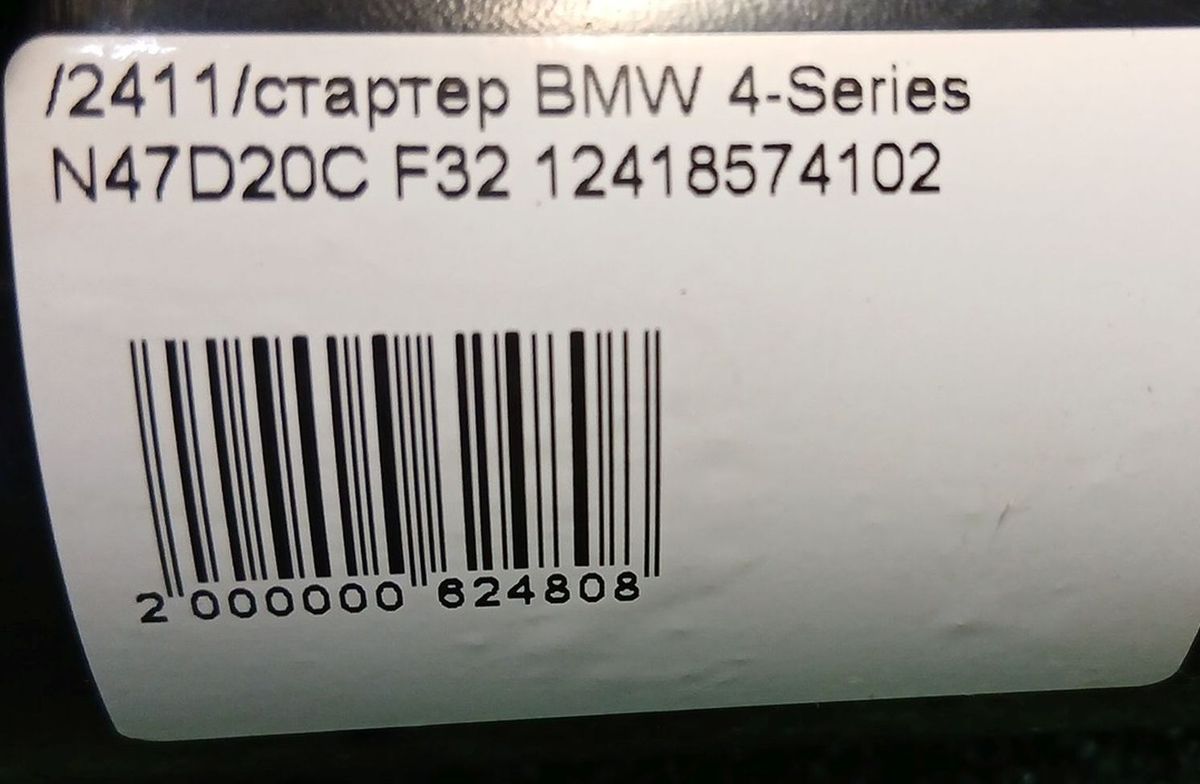 /2411/стартер BMW 4-Series
N47D20C F32 12418574102
2 000000 624808